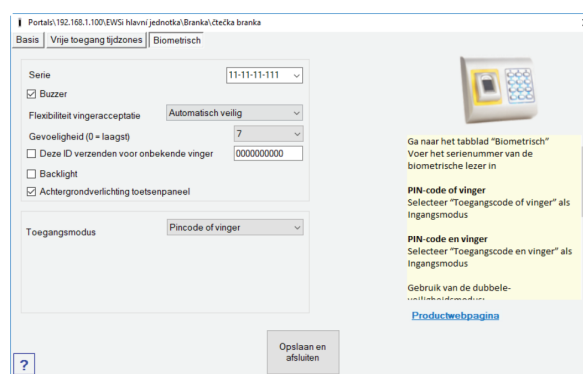 Portals\192.168.1.100\EWSi hlavní jednotka\Branka\čtečka branka
Basis Vrije toegang tijdzones Biometrisch
Serie 11-11-11-111
Buzzer
Flexibiliteit vingeracceptatie Automatisch veilig
Gevoeligheid (0 = laagst) 7
Deze ID verzenden voor onbekende vinger 0000000000
Backlight
Achtergrondverlichting toetsenpaneel
Toegangsmodus Pincode of vinger
Ga naar het tabblad "Biometrisch"
Voer het serienummer van de
biometrische lezer in
PIN-code of vinger
Selecteer "Toegangscode of vinger" als
Ingangsmodus
PIN-code en vinger
Selecteer "Toegangscode en vinger" als
Ingangsmodus
Gebruik van de dubbele-
veiligheidsmodus:
Productwebpagina
Opslaan en
afsluiten
?